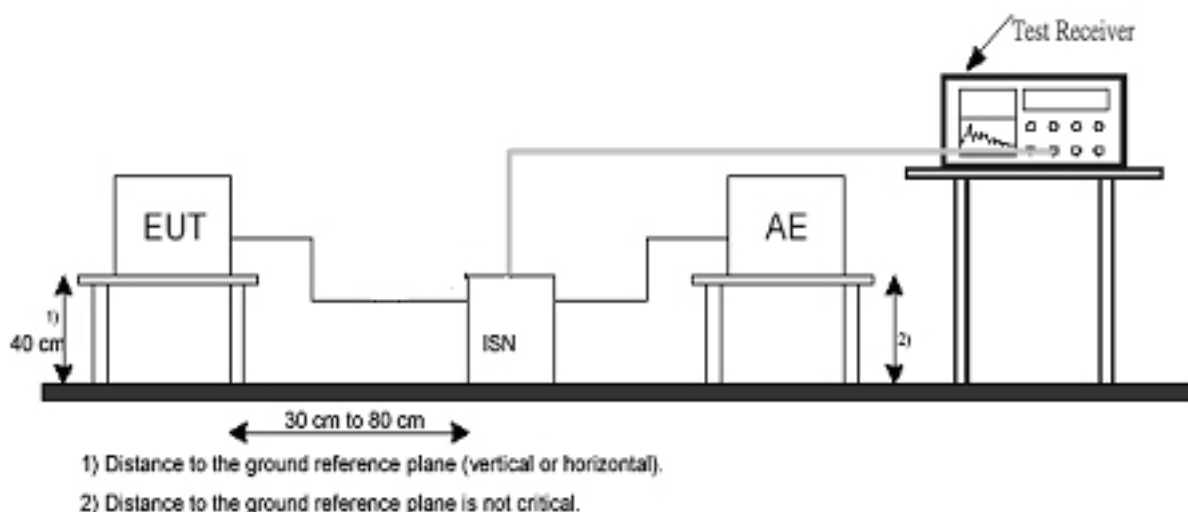 Test Receiver
EUT
AE
1)
40 cm
ISN
2)
30 cm to 80 cm
1) Distance to the ground reference plane (vertical or horizontal).
2) Distance to the ground reference plane is not critical.